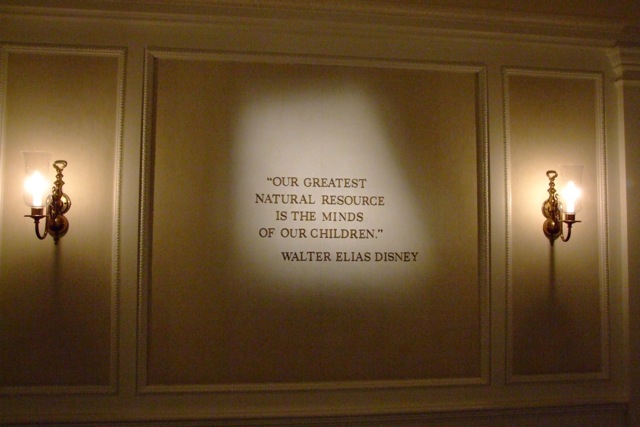 “OUR GREATEST
NATURAL RESOURCE
IS THE MINDS
OF OUR CHILDREN.”
WALTER ELIAS DISNEY